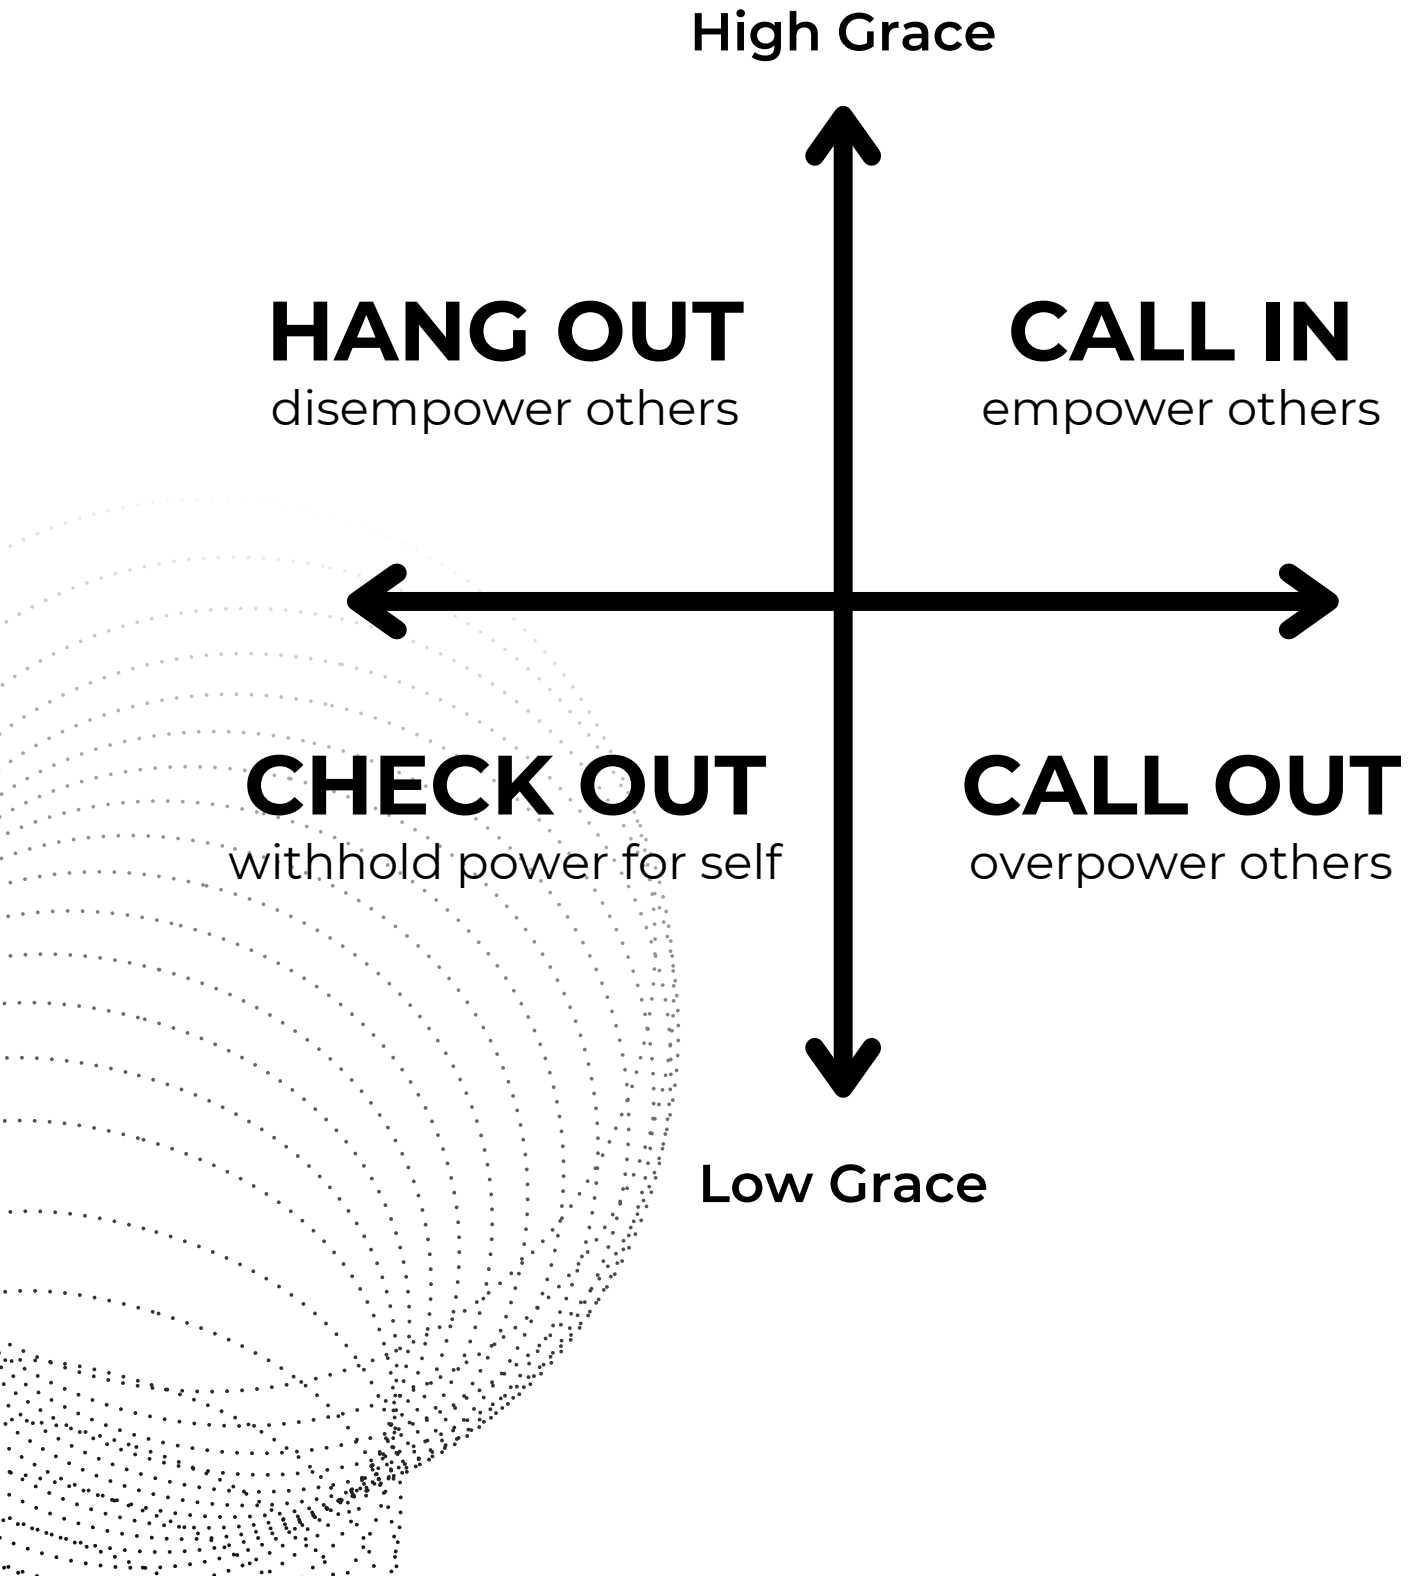 High Grace
HANG OUT
disempower others
CALL IN
empower others
CHECK OUT
withhold power for self
CALL OUT
overpower others
Low Grace